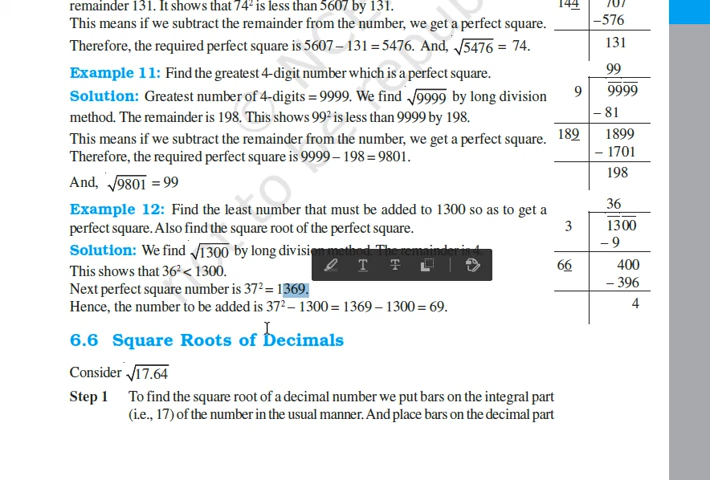 remainder 131. It shows that 74² is less than 5607 by 131.
This means if we subtract the remainder from the number, we get a perfect square.
Therefore, the required perfect square is 5607 – 131 = 5476. And, √5476 = 74.
144 707
–576
131
Example 11: Find the greatest 4-digit number which is a perfect square.
Solution: Greatest number of 4-digits = 9999. We find √9999 by long division
method. The remainder is 198. This shows 99² is less than 9999 by 198.
This means if we subtract the remainder from the number, we get a perfect square.
Therefore, the required perfect square is 9999 – 198 = 9801.
And, √9801 = 99
99
9 9999
– 81
189 1899
– 1701
198
Example 12: Find the least number that must be added to 1300 so as to get a
perfect square. Also find the square root of the perfect square.
Solution: We find √1300 by long division method. The remainder is 4.
This shows that 36² < 1300.
Next perfect square number is 37² = 1369.
Hence, the number to be added is 37² – 1300 = 1369 – 1300 = 69.
36
3 1300
– 9
66 400
– 396
4
6.6 Square Roots of Decimals
Consider √17.64
Step 1 To find the square root of a decimal number we put bars on the integral part
(i.e., 17) of the number in the usual manner. And place bars on the decimal part
© NC
not to be repu